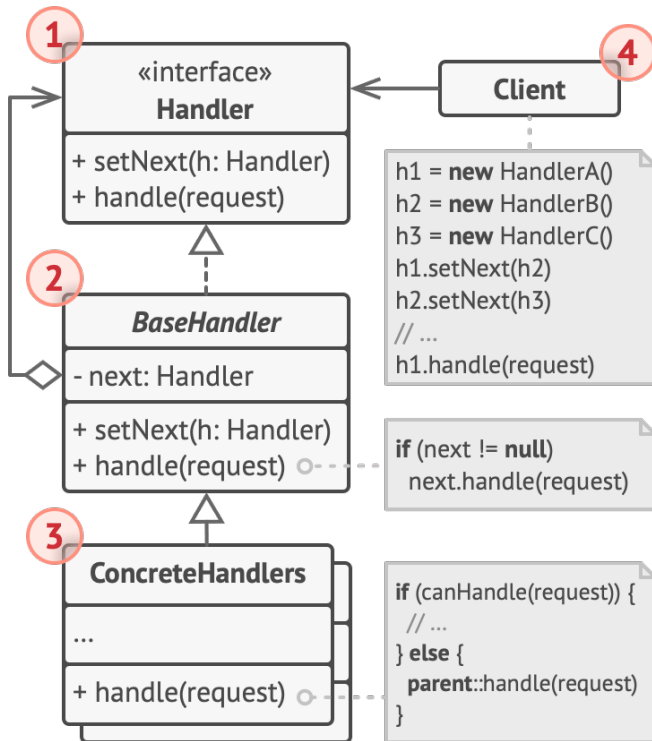 1
«interface»
Handler
+ setNext(h: Handler)
+ handle(request)
4
Client
h1 = new HandlerA()
h2 = new HandlerB()
h3 = new HandlerC()
h1.setNext(h2)
h2.setNext(h3)
// ...
h1.handle(request)
2
BaseHandler
- next: Handler
+ setNext(h: Handler)
+ handle(request)
if (next != null)
next.handle(request)
3
ConcreteHandlers
...
+ handle(request)
if (canHandle(request)) {
// ...
} else {
parent::handle(request)
}